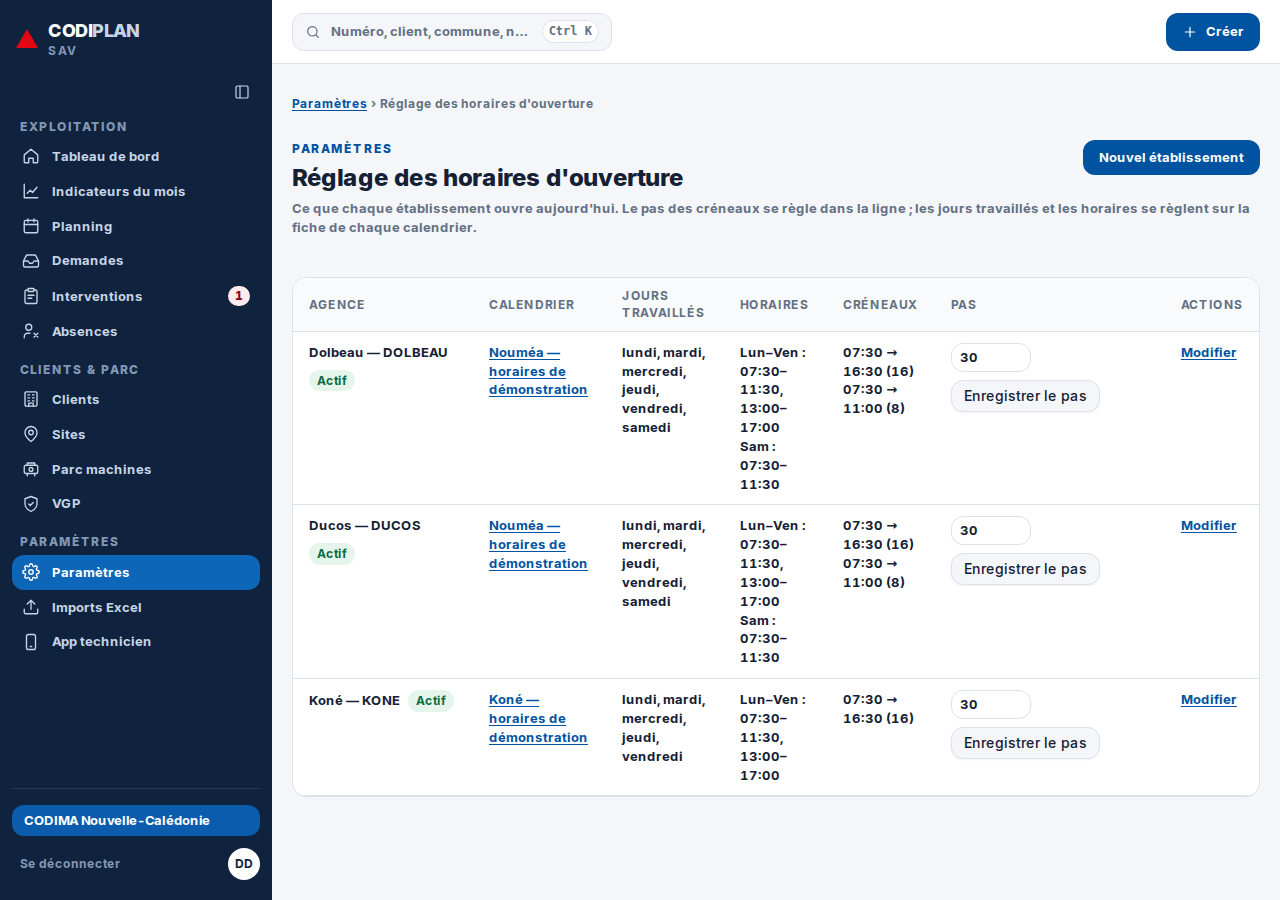 CODIPLAN
SAV
EXPLOITATION
Tableau de bord
Indicateurs du mois
Planning
Demandes
Interventions 1
Absences
CLIENTS & PARC
Clients
Sites
Parc machines
VGP
PARAMÈTRES
Paramètres
Imports Excel
App technicien
CODIMA Nouvelle-Calédonie
Se déconnecter DD
Numéro, client, commune, n… Ctrl K
Créer
Paramètres › Réglage des horaires d'ouverture
PARAMÈTRES
Réglage des horaires d'ouverture
Nouvel établissement
Ce que chaque établissement ouvre aujourd'hui. Le pas des créneaux se règle dans la ligne ; les jours travaillés et les horaires se règlent sur la
fiche de chaque calendrier.
AGENCE CALENDRIER JOURS TRAVAILLÉS HORAIRES CRÉNEAUX PAS ACTIONS
Dolbeau — DOLBEAU
Actif
Nouméa —
horaires de
démonstration
lundi, mardi,
mercredi,
jeudi,
vendredi,
samedi
Lun–Ven :
07:30–
11:30,
13:00–
17:00
Sam :
07:30–
11:30
07:30 →
16:30 (16)
07:30 →
11:00 (8)
30
Enregistrer le pas
Modifier
Ducos — DUCOS
Actif
Nouméa —
horaires de
démonstration
lundi, mardi,
mercredi,
jeudi,
vendredi,
samedi
Lun–Ven :
07:30–
11:30,
13:00–
17:00
Sam :
07:30–
11:30
07:30 →
16:30 (16)
07:30 →
11:00 (8)
30
Enregistrer le pas
Modifier
Koné — KONE Actif
Koné —
horaires de
démonstration
lundi, mardi,
mercredi,
jeudi,
vendredi
Lun–Ven :
07:30–
11:30,
13:00–
17:00
07:30 →
16:30 (16)
30
Enregistrer le pas
Modifier